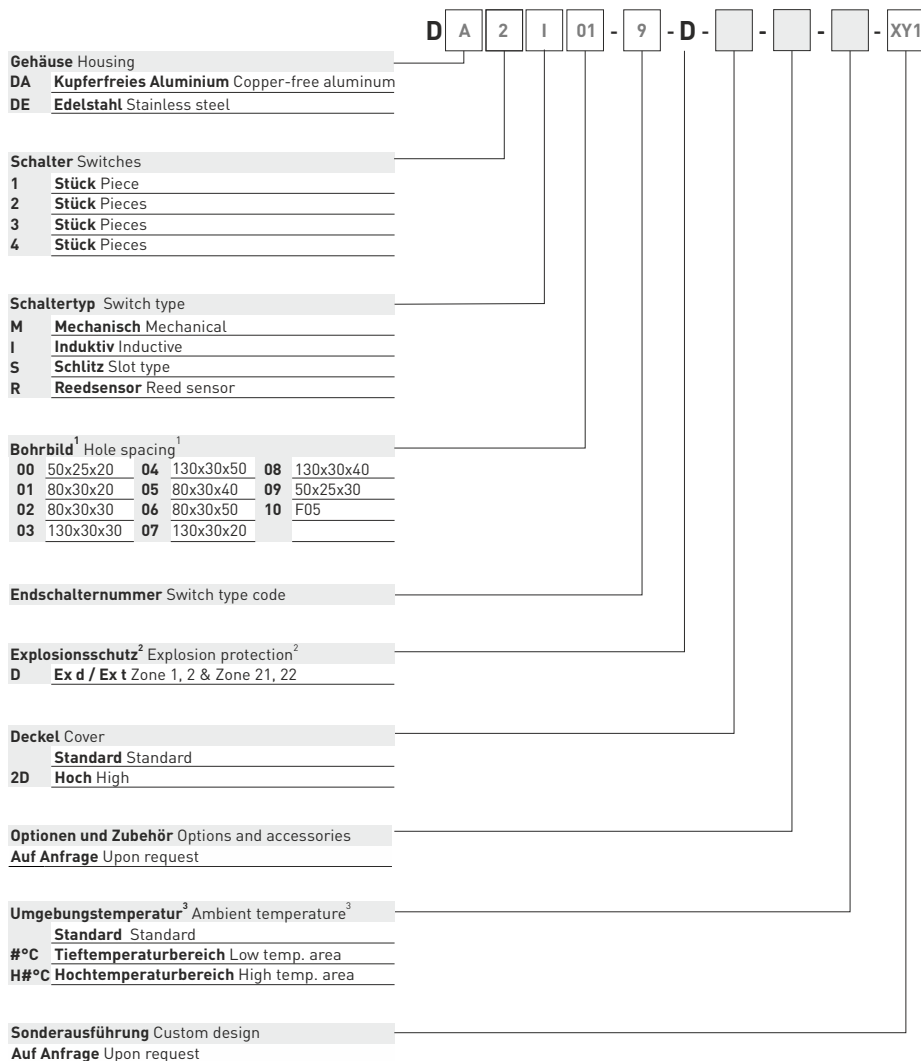 D A 2 I 01 - 9 - D - - - - XY1
Gehäuse Housing
DA Kupferfreies Aluminium Copper-free aluminum
DE Edelstahl Stainless steel
Schalter Switches
1 Stück Piece
2 Stück Pieces
3 Stück Pieces
4 Stück Pieces
Schaltertyp Switch type
M Mechanisch Mechanical
I Induktiv Inductive
S Schlitz Slot type
R Reedsensor Reed sensor
Bohrbild¹ Hole spacing¹
00 50x25x20 04 130x30x50 08 130x30x40
01 80x30x20 05 80x30x40 09 50x25x30
02 80x30x30 06 80x30x50 10 F05
03 130x30x30 07 130x30x20
Endschalternummer Switch type code
Explosionsschutz² Explosion protection²
D Ex d / Ex t Zone 1, 2 & Zone 21, 22
Deckel Cover
Standard Standard
2D Hoch High
Optionen und Zubehör Options and accessories
Auf Anfrage Upon request
Umgebungstemperatur³ Ambient temperature³
Standard Standard
#°C Tieftemperaturbereich Low temp. area
H#°C Hochtemperaturbereich High temp. area
Sonderausführung Custom design
Auf Anfrage Upon request